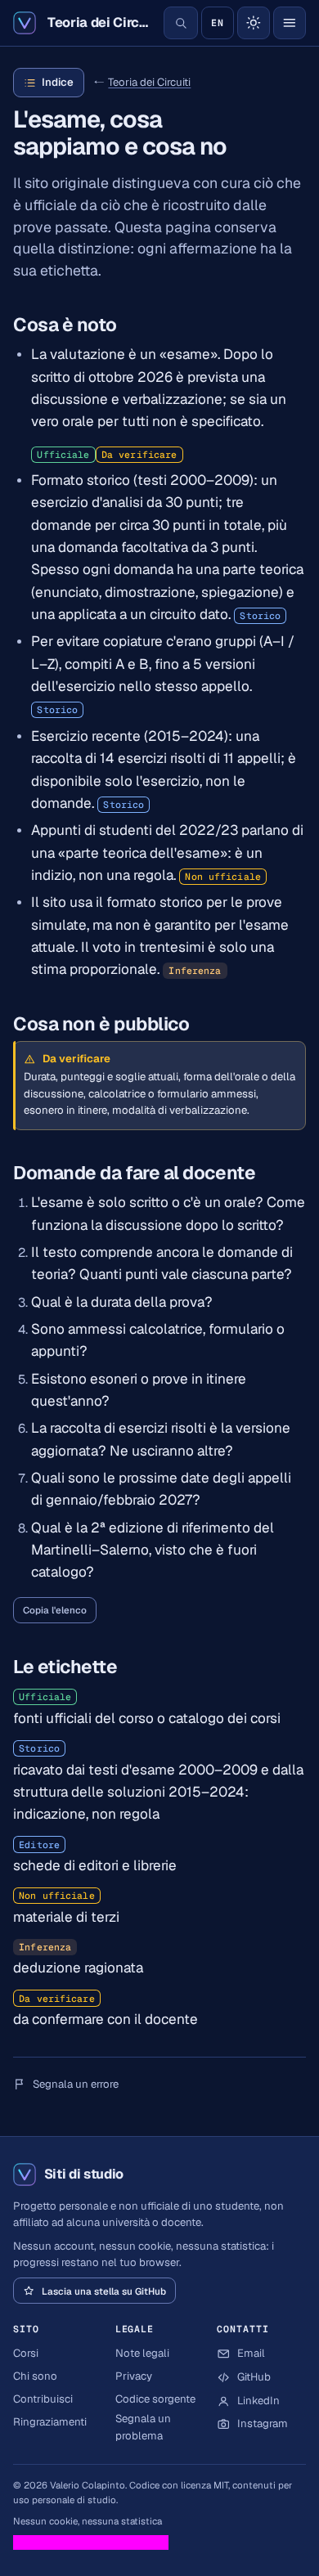 Teoria dei Circ...
EN
Indice
← Teoria dei Circuiti
L'esame, cosa
sappiamo e cosa no
Il sito originale distingueva con cura ciò che
è ufficiale da ciò che è ricostruito dalle
prove passate. Questa pagina conserva
quella distinzione: ogni affermazione ha la
sua etichetta.
Cosa è noto
• La valutazione è un «esame». Dopo lo
scritto di ottobre 2026 è prevista una
discussione e verbalizzazione; se sia un
vero orale per tutti non è specificato.
Ufficiale Da verificare
• Formato storico (testi 2000–2009): un
esercizio d'analisi da 30 punti; tre
domande per circa 30 punti in totale, più
una domanda facoltativa da 3 punti.
Spesso ogni domanda ha una parte teorica
(enunciato, dimostrazione, spiegazione) e
una applicata a un circuito dato. Storico
• Per evitare copiature c'erano gruppi (A–I /
L–Z), compiti A e B, fino a 5 versioni
dell'esercizio nello stesso appello.
Storico
• Esercizio recente (2015–2024): una
raccolta di 14 esercizi risolti di 11 appelli; è
disponibile solo l'esercizio, non le
domande. Storico
• Appunti di studenti del 2022/23 parlano di
una «parte teorica dell'esame»: è un
indizio, non una regola. Non ufficiale
• Il sito usa il formato storico per le prove
simulate, ma non è garantito per l'esame
attuale. Il voto in trentesimi è solo una
stima proporzionale. Inferenza
Cosa non è pubblico
Da verificare
Durata, punteggi e soglie attuali, forma dell'orale o della
discussione, calcolatrice o formulario ammessi,
esonero in itinere, modalità di verbalizzazione.
Domande da fare al docente
1. L'esame è solo scritto o c'è un orale? Come
funziona la discussione dopo lo scritto?
2. Il testo comprende ancora le domande di
teoria? Quanti punti vale ciascuna parte?
3. Qual è la durata della prova?
4. Sono ammessi calcolatrice, formulario o
appunti?
5. Esistono esoneri o prove in itinere
quest'anno?
6. La raccolta di esercizi risolti è la versione
aggiornata? Ne usciranno altre?
7. Quali sono le prossime date degli appelli
di gennaio/febbraio 2027?
8. Qual è la 2ª edizione di riferimento del
Martinelli–Salerno, visto che è fuori
catalogo?
Copia l'elenco
Le etichette
Ufficiale
fonti ufficiali del corso o catalogo dei corsi
Storico
ricavato dai testi d'esame 2000–2009 e dalla
struttura delle soluzioni 2015–2024:
indicazione, non regola
Editore
schede di editori e librerie
Non ufficiale
materiale di terzi
Inferenza
deduzione ragionata
Da verificare
da confermare con il docente
Segnala un errore
Siti di studio
Progetto personale e non ufficiale di uno studente, non
affiliato ad alcuna università o docente.
Nessun account, nessun cookie, nessuna statistica: i
progressi restano nel tuo browser.
Lascia una stella su GitHub
SITO
Corsi
Chi sono
Contribuisci
Ringraziamenti
LEGALE
Note legali
Privacy
Codice sorgente
Segnala un
problema
CONTATTI
Email
GitHub
LinkedIn
Instagram
© 2026 Valerio Colapinto. Codice con licenza MIT, contenuti per
uso personale di studio.
Nessun cookie, nessuna statistica